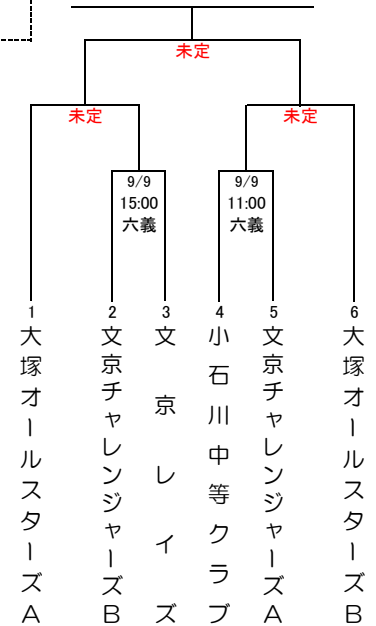 未定
未定
未定
9/9
15:00
六義
9/9
11:00
六義
1
2
3
4
5
6
大塚オールスターズA
文京チャレンジャーズB
文京レイズ
小石川中等クラブ
文京チャレンジャーズA
大塚オールスターズB